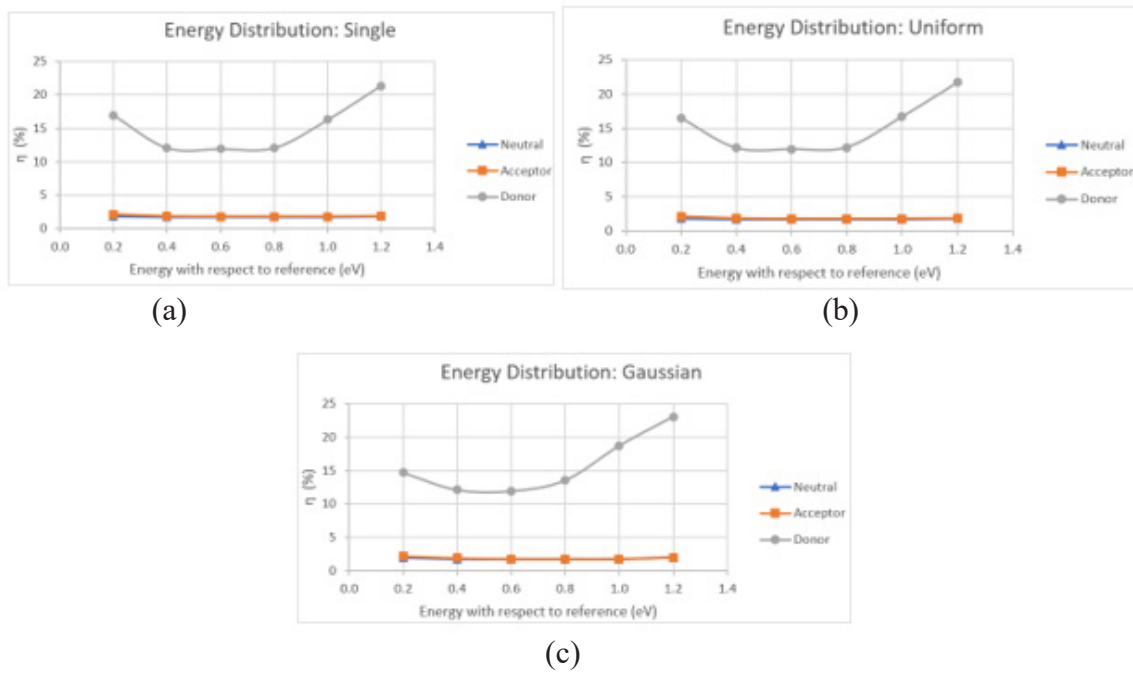 Energy Distribution: Single
25
20
15
10
5
0
η (%)
0.0 0.2 0.4 0.6 0.8 1.0 1.2 1.4
Energy with respect to reference (eV)
Neutral
Acceptor
Donor
(a)
Energy Distribution: Uniform
25
20
15
10
5
0
η (%)
0.0 0.2 0.4 0.6 0.8 1.0 1.2 1.4
Energy with respect to reference (eV)
Neutral
Acceptor
Donor
(b)
Energy Distribution: Gaussian
25
20
15
10
5
0
η (%)
0.0 0.2 0.4 0.6 0.8 1.0 1.2 1.4
Energy with respect to reference (eV)
Neutral
Acceptor
Donor
(c)